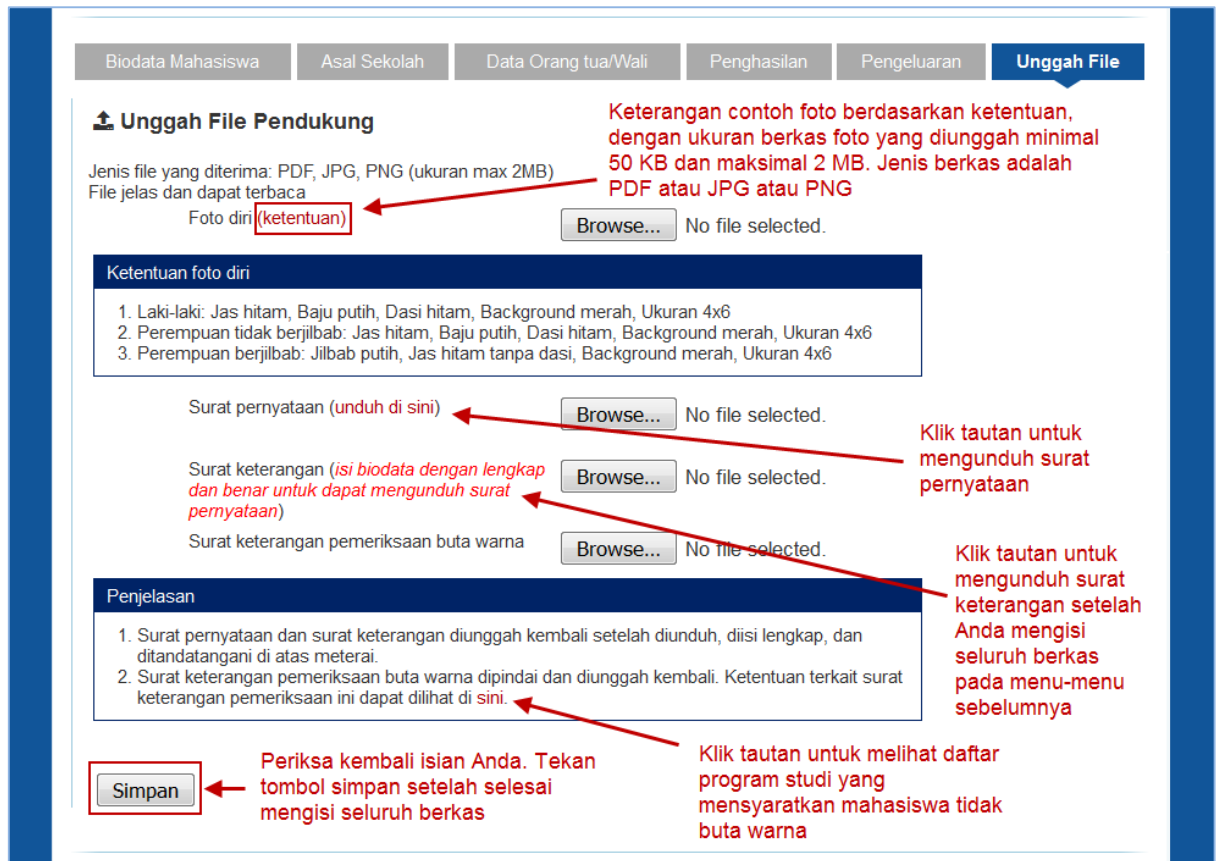 Biodata Mahasiswa
Asal Sekolah
Data Orang tua/Wali
Penghasilan
Pengeluaran
Unggah File
Unggah File Pendukung
Keterangan contoh foto berdasarkan ketentuan,
dengan ukuran berkas foto yang diunggah minimal
50 KB dan maksimal 2 MB. Jenis berkas adalah
PDF atau JPG atau PNG
Jenis file yang diterima: PDF, JPG, PNG (ukuran max 2MB)
File jelas dan dapat terbaca
Foto diri (ketentuan)
Browse... No file selected.
Ketentuan foto diri
1. Laki-laki: Jas hitam, Baju putih, Dasi hitam, Background merah, Ukuran 4x6
2. Perempuan tidak berjilbab: Jas hitam, Baju putih, Dasi hitam, Background merah, Ukuran 4x6
3. Perempuan berjilbab: Jilbab putih, Jas hitam tanpa dasi, Background merah, Ukuran 4x6
Surat pernyataan (unduh di sini)
Browse... No file selected.
Klik tautan untuk
mengunduh surat
pernyataan
Surat keterangan (isi biodata dengan lengkap
dan benar untuk dapat mengunduh surat
pernyataan)
Browse... No file selected.
Surat keterangan pemeriksaan buta warna
Browse... No file selected.
Klik tautan untuk
mengunduh surat
keterangan setelah
Anda mengisi
seluruh berkas
pada menu-menu
sebelumnya
Penjelasan
1. Surat pernyataan dan surat keterangan diunggah kembali setelah diunduh, diisi lengkap, dan
ditandatangani di atas meterai.
2. Surat keterangan pemeriksaan buta warna dipindai dan diunggah kembali. Ketentuan terkait surat
keterangan pemeriksaan ini dapat dilihat di sini.
Simpan
Periksa kembali isian Anda. Tekan
tombol simpan setelah selesai
mengisi seluruh berkas
Klik tautan untuk melihat daftar
program studi yang
mensyaratkan mahasiswa tidak
buta warna